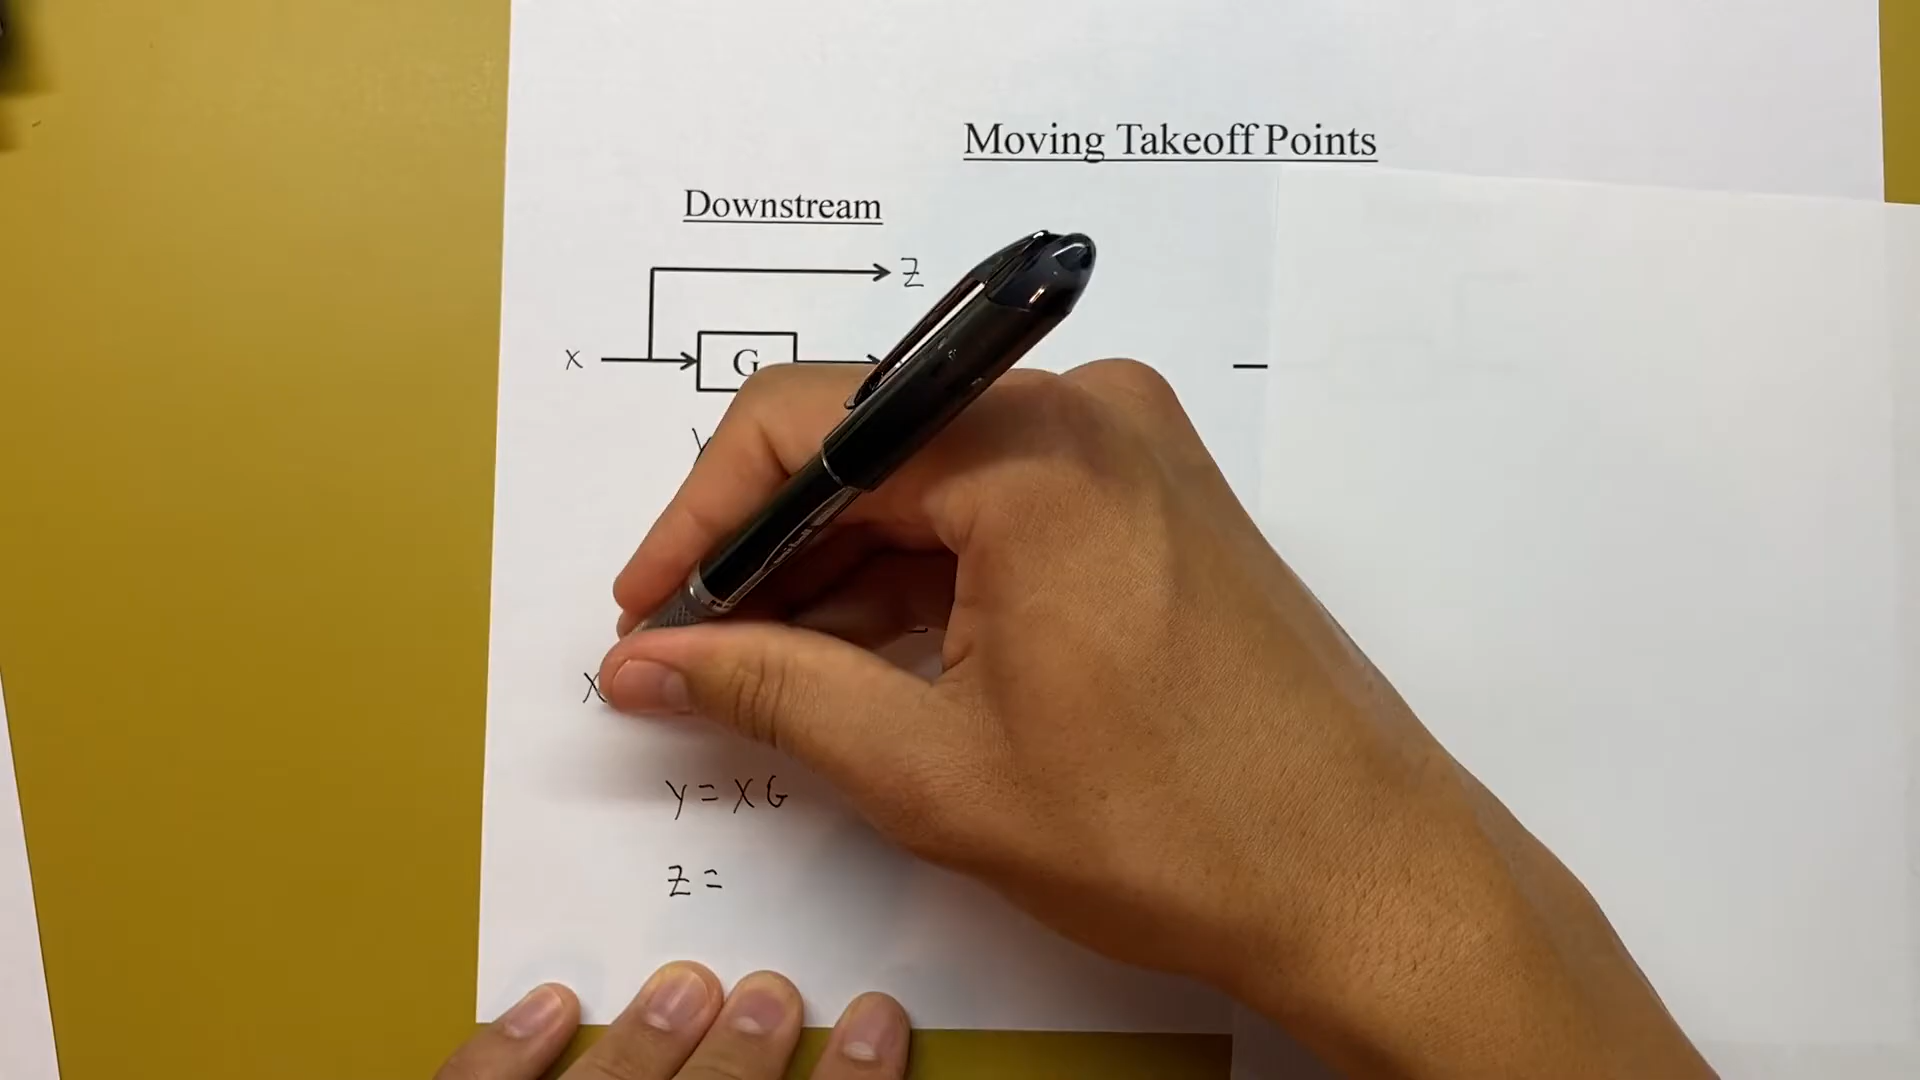 Moving Takeoff Points
Downstream
Z
X
G
X
y = X G
Z =